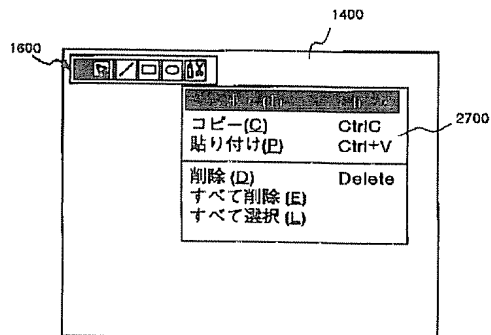 1400
1600
2700
コピー(C) CtrlC
貼り付け(P) Ctrl+V
削除 (D) Delete
すべて削除 (E)
すべて選択 (L)